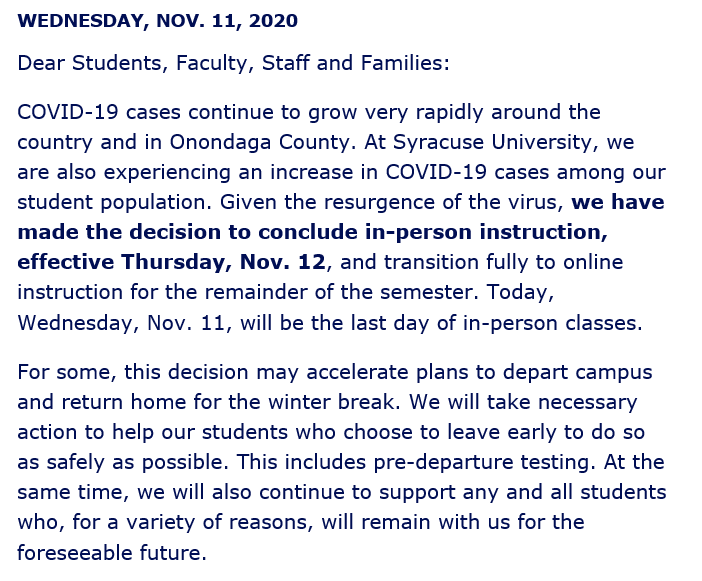 WEDNESDAY, NOV. 11, 2020
Dear Students, Faculty, Staff and Families:
COVID-19 cases continue to grow very rapidly around the
country and in Onondaga County. At Syracuse University, we
are also experiencing an increase in COVID-19 cases among our
student population. Given the resurgence of the virus, we have
made the decision to conclude in-person instruction,
effective Thursday, Nov. 12, and transition fully to online
instruction for the remainder of the semester. Today,
Wednesday, Nov. 11, will be the last day of in-person classes.
For some, this decision may accelerate plans to depart campus
and return home for the winter break. We will take necessary
action to help our students who choose to leave early to do so
as safely as possible. This includes pre-departure testing. At the
same time, we will also continue to support any and all students
who, for a variety of reasons, will remain with us for the
foreseeable future.